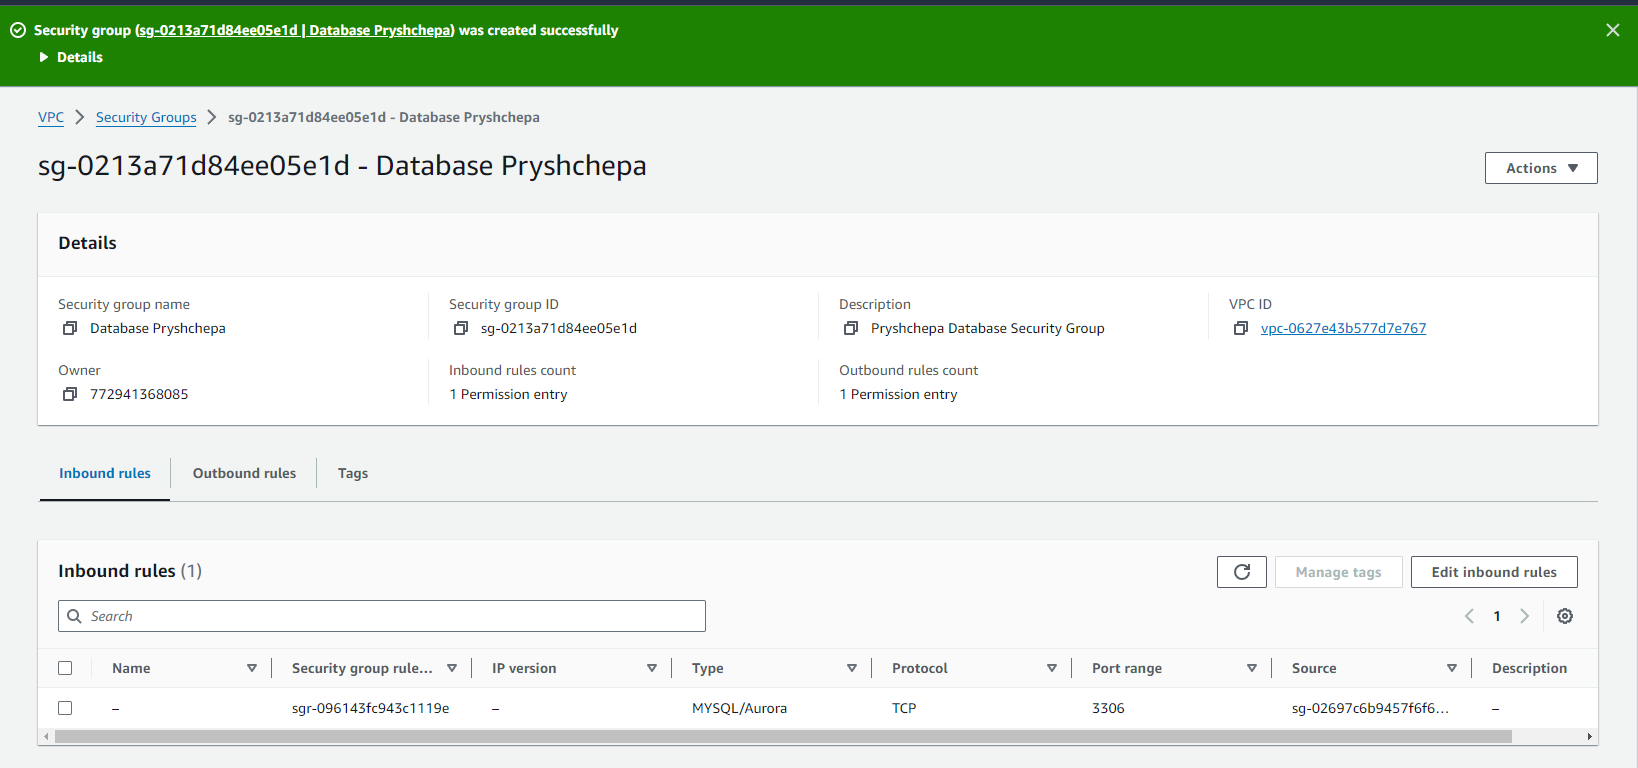 Security group (sg-0213a71d84ee05e1d | Database Pryshchepa) was created successfully
Details
VPC Security Groups sg-0213a71d84ee05e1d - Database Pryshchepa
sg-0213a71d84ee05e1d - Database Pryshchepa
Actions
Details
Security group name Security group ID Description VPC ID
Database Pryshchepa sg-0213a71d84ee05e1d Pryshchepa Database Security Group vpc-0627e43b577d7e767
Owner Inbound rules count Outbound rules count
772941368085 1 Permission entry 1 Permission entry
Inbound rules Outbound rules Tags
Inbound rules (1) Manage tags Edit inbound rules
Search 1
Name Security group rule... IP version Type Protocol Port range Source Description
– sgr-096143fc943c1119e – MYSQL/Aurora TCP 3306 sg-02697c6b9457f6f6... –